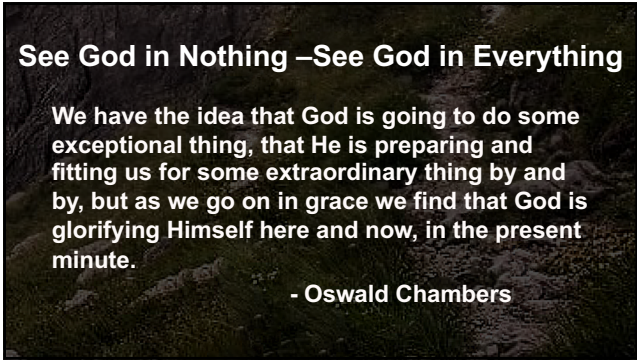 See God in Nothing –See God in Everything
We have the idea that God is going to do some
exceptional thing, that He is preparing and
fitting us for some extraordinary thing by and
by, but as we go on in grace we find that God is
glorifying Himself here and now, in the present
minute.
- Oswald Chambers